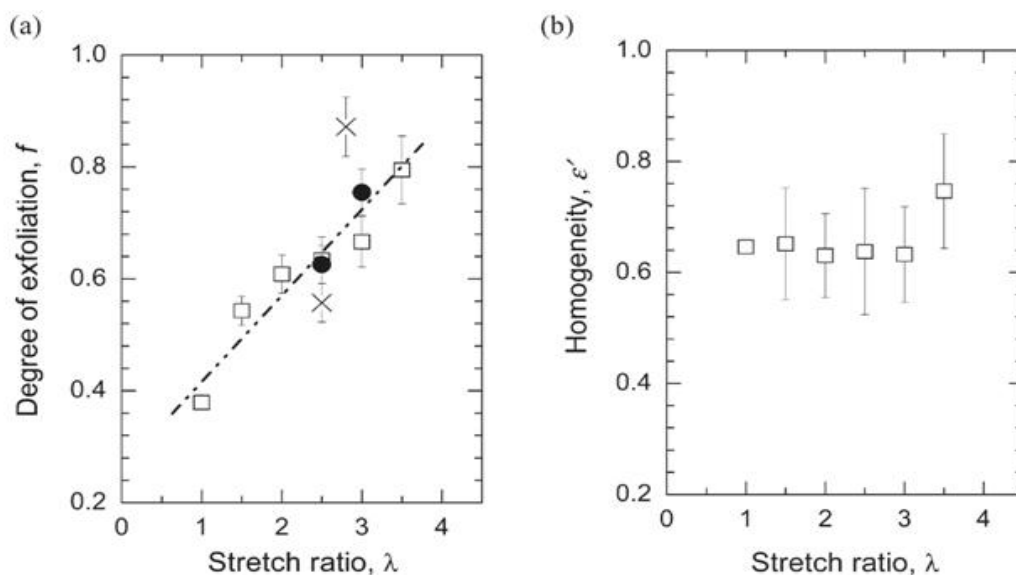 (a)
1.0
0.8
0.6
0.4
0.2
0 1 2 3 4
Degree of exfoliation, f
Stretch ratio, λ
(b)
1.0
0.8
0.6
0.4
0.2
0 1 2 3 4
Homogeneity, ε′
Stretch ratio, λ